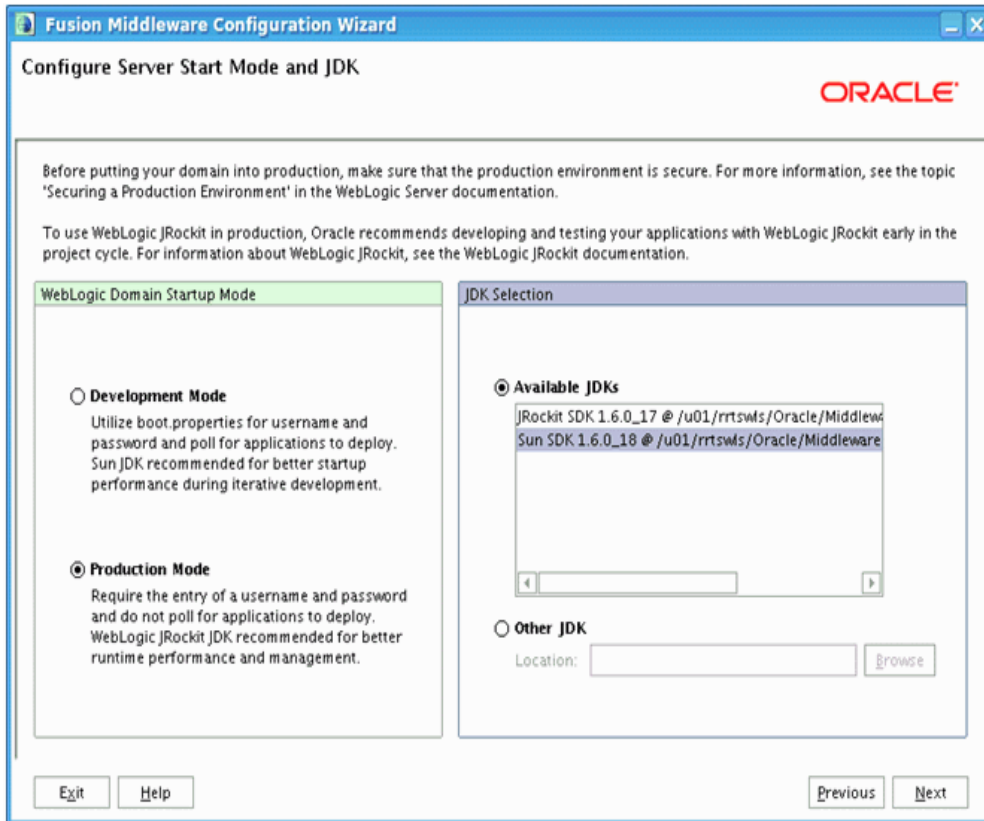 Fusion Middleware Configuration Wizard
Configure Server Start Mode and JDK
ORACLE
Before putting your domain into production, make sure that the production environment is secure. For more information, see the topic
'Securing a Production Environment' in the WebLogic Server documentation.
To use WebLogic JRockit in production, Oracle recommends developing and testing your applications with WebLogic JRockit early in the
project cycle. For information about WebLogic JRockit, see the WebLogic JRockit documentation.
WebLogic Domain Startup Mode
Development Mode
Utilize boot.properties for username and
password and poll for applications to deploy.
Sun JDK recommended for better startup
performance during iterative development.
Production Mode
Require the entry of a username and password
and do not poll for applications to deploy.
WebLogic JRockit JDK recommended for better
runtime performance and management.
JDK Selection
Available JDKs
JRockit SDK 1.6.0_17 @ /u01/rrtswls/Oracle/Middlew
Sun SDK 1.6.0_18 @ /u01/rrtswls/Oracle/Middleware
Other JDK
Location:
Browse
Exit
Help
Previous
Next